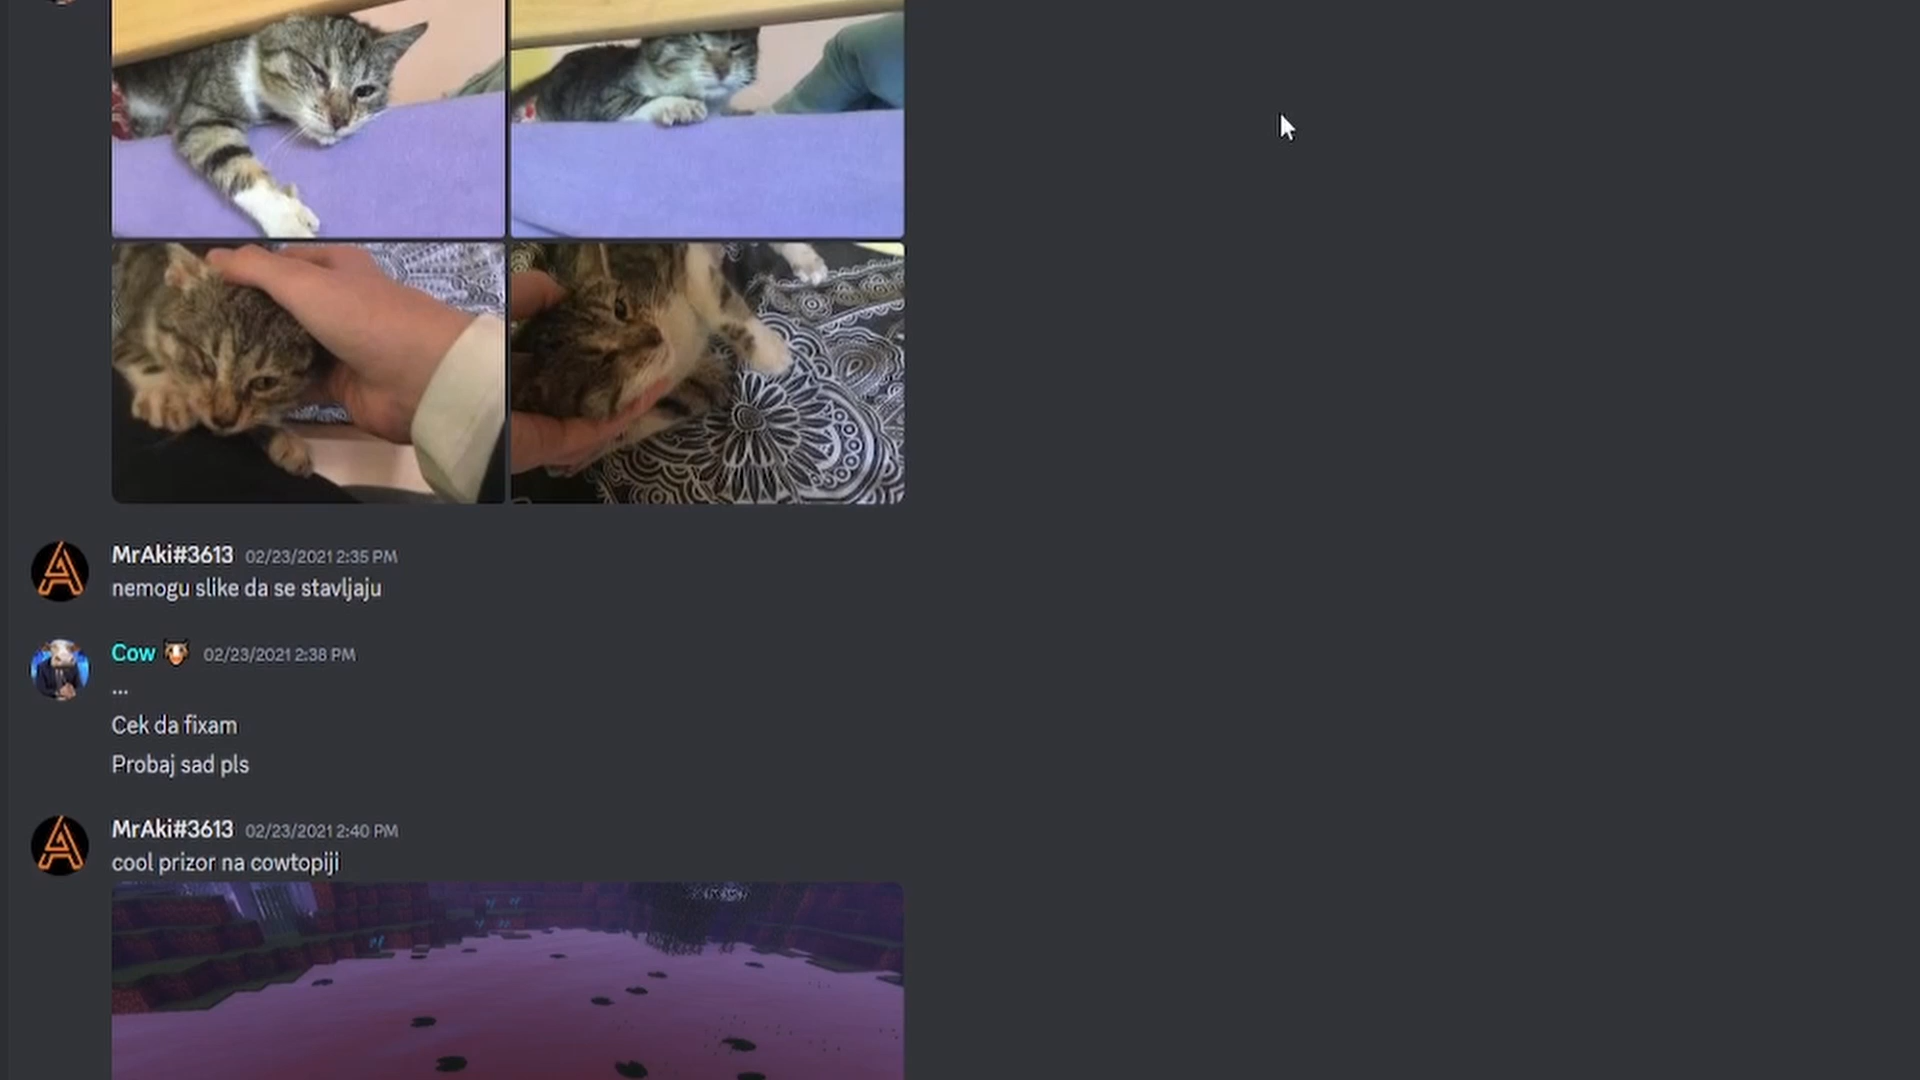 MrAki#3613 02/23/2021 2:35 PM
nemogu slike da se stavljaju
Cow 02/23/2021 2:38 PM
...
Cek da fixam
Probaj sad pls
MrAki#3613 02/23/2021 2:40 PM
cool prizor na cowtopiji